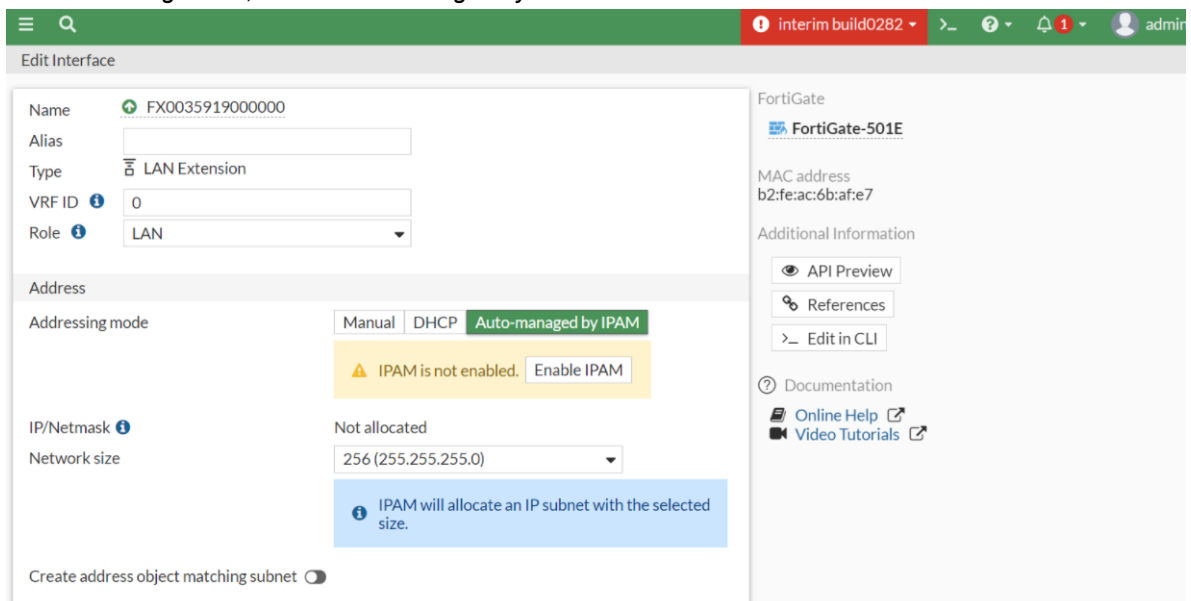 interim build0282
>_
1
admin
Edit Interface
Name FX0035919000000
Alias
Type LAN Extension
VRF ID 0
Role LAN
Address
Addressing mode Manual DHCP Auto-managed by IPAM
IPAM is not enabled. Enable IPAM
IP/Netmask Not allocated
Network size 256 (255.255.255.0)
IPAM will allocate an IP subnet with the selected
size.
Create address object matching subnet
FortiGate
FortiGate-501E
MAC address
b2:fe:ac:6b:af:e7
Additional Information
API Preview
References
>_ Edit in CLI
Documentation
Online Help
Video Tutorials